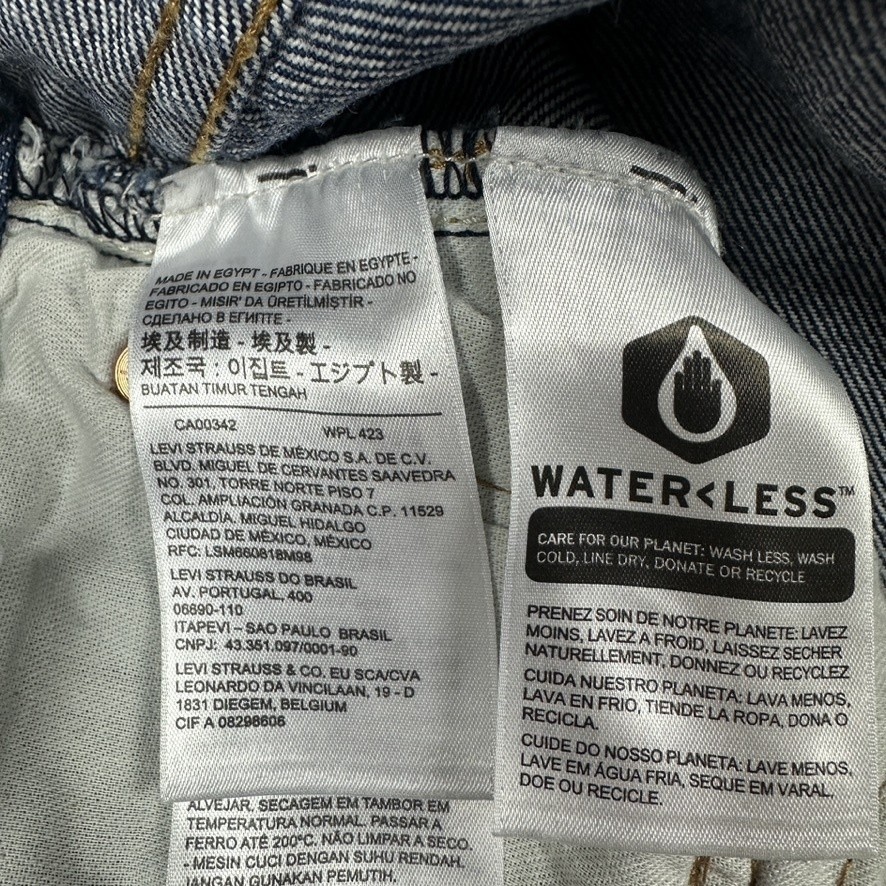 MADE IN EGYPT - FABRIQUE EN EGYPTE -
FABRICADO EN EGIPTO - FABRICADO NO
EGITO - MISIR' DA ÜRETİLMİŞTİR -
СДЕЛАНО В ЕГИПТЕ -
埃及制造 - 埃及製 -
제조국 : 이집트 - エジプト製 -
BUATAN TIMUR TENGAH
CA00342 WPL 423
LEVI STRAUSS DE MÉXICO S.A. DE C.V.
BLVD. MIGUEL DE CERVANTES SAAVEDRA
NO. 301, TORRE NORTE PISO 7
COL. AMPLIACIÓN GRANADA C.P. 11529
ALCALDÍA. MIGUEL HIDALGO
CIUDAD DE MÉXICO, MÉXICO
RFC: LSM660818M98
LEVI STRAUSS DO BRASIL
AV. PORTUGAL, 400
06690-110
ITAPEVI – SAO PAULO BRASIL
CNPJ: 43.351.097/0001-90
LEVI STRAUSS & CO. EU SCA/CVA
LEONARDO DA VINCILAAN, 19 - D
1831 DIEGEM, BELGIUM
CIF A 08298606
ALVEJAR. SECAGEM EM TAMBOR EM
TEMPERATURA NORMAL. PASSAR A
FERRO ATÉ 200ºC. NÃO LIMPAR A SECO.
- MESIN CUCI DENGAN SUHU RENDAH.
JANGAN GUNAKAN PEMUTIH.
WATER<LESS™
CARE FOR OUR PLANET: WASH LESS, WASH
COLD, LINE DRY, DONATE OR RECYCLE
PRENEZ SOIN DE NOTRE PLANETE: LAVEZ
MOINS, LAVEZ A FROID, LAISSEZ SECHER
NATURELLEMENT, DONNEZ OU RECYCLEZ
CUIDA NUESTRO PLANETA: LAVA MENOS,
LAVA EN FRIO, TIENDE LA ROPA, DONA O
RECICLA.
CUIDE DO NOSSO PLANETA: LAVE MENOS,
LAVE EM ÁGUA FRIA, SEQUE EM VARAL.
DOE OU RECICLE.